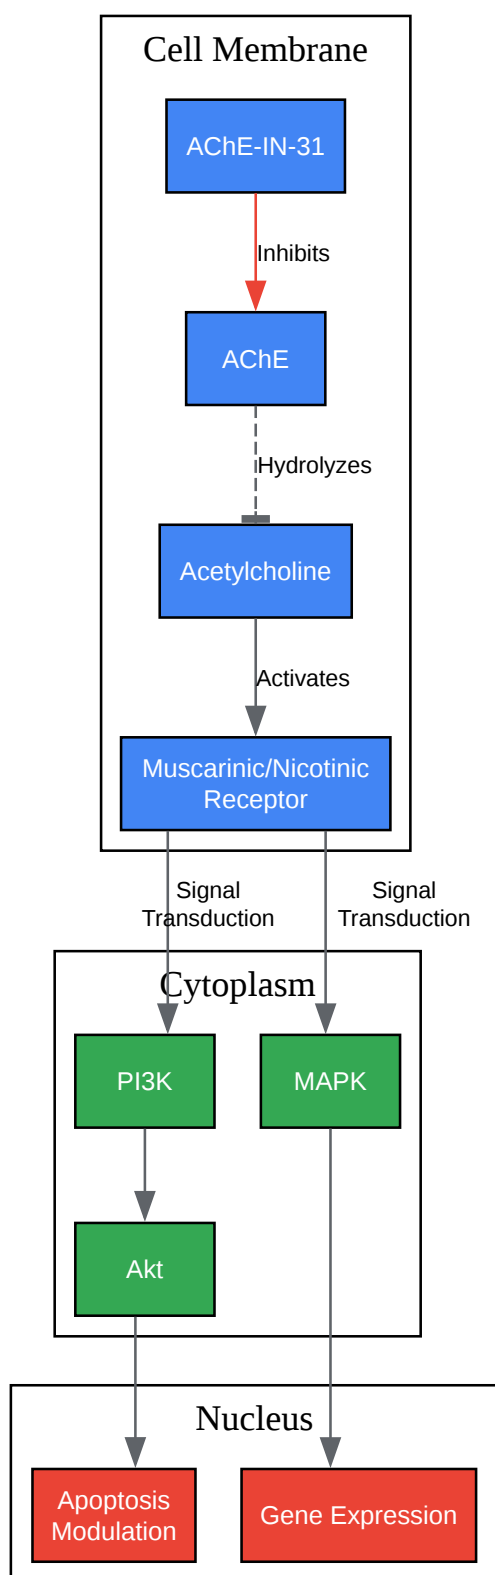 Cell Membrane
AChE-IN-31
Inhibits
AChE
Hydrolyzes
Acetylcholine
Activates
Muscarinic/Nicotinic
Receptor
Signal
Transduction
Signal
Transduction
Cytoplasm
PI3K
MAPK
Akt
Nucleus
Apoptosis
Modulation
Gene Expression